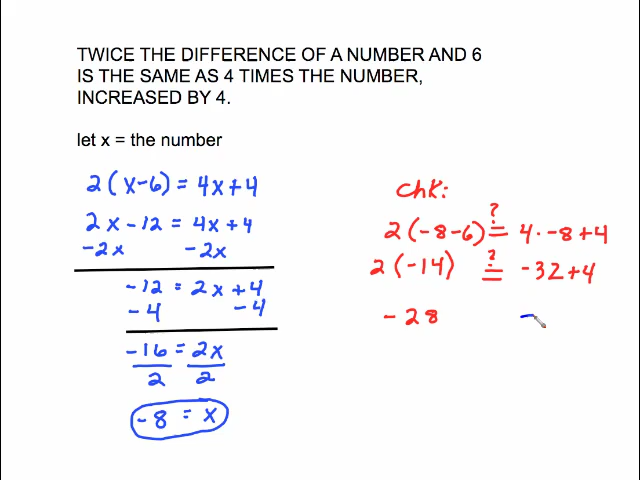 TWICE THE DIFFERENCE OF A NUMBER AND 6
IS THE SAME AS 4 TIMES THE NUMBER,
INCREASED BY 4.
let x = the number
2(x-6) = 4x+4
2x-12 = 4x+4
-2x -2x
-12 = 2x+4
-4 -4
-16 = 2x
2 2
-8 = x
Chk:
?
2(-8-6) = 4·-8+4
?
2(-14) = -32+4
-28 -